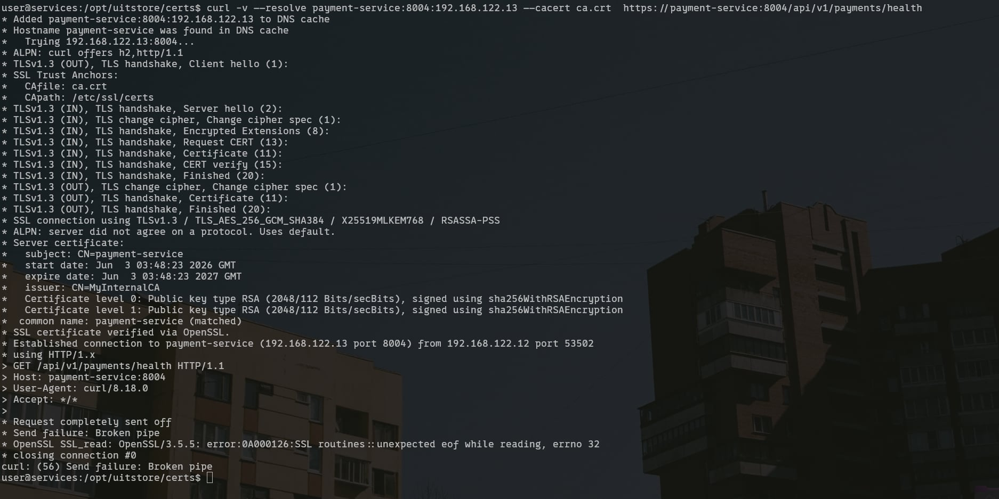 user@services:/opt/uitstore/certs$ curl -v --resolve payment-service:8004:192.168.122.13 --cacert ca.crt  https://payment-service:8004/api/v1/payments/health
* Added payment-service:8004:192.168.122.13 to DNS cache
* Hostname payment-service was found in DNS cache
*   Trying 192.168.122.13:8004...
* ALPN: curl offers h2,http/1.1
* TLSv1.3 (OUT), TLS handshake, Client hello (1):
* SSL Trust Anchors:
*   CAfile: ca.crt
*   CApath: /etc/ssl/certs
* TLSv1.3 (IN), TLS handshake, Server hello (2):
* TLSv1.3 (IN), TLS change cipher, Change cipher spec (1):
* TLSv1.3 (IN), TLS handshake, Encrypted Extensions (8):
* TLSv1.3 (IN), TLS handshake, Request CERT (13):
* TLSv1.3 (IN), TLS handshake, Certificate (11):
* TLSv1.3 (IN), TLS handshake, CERT verify (15):
* TLSv1.3 (IN), TLS handshake, Finished (20):
* TLSv1.3 (OUT), TLS change cipher, Change cipher spec (1):
* TLSv1.3 (OUT), TLS handshake, Certificate (11):
* TLSv1.3 (OUT), TLS handshake, Finished (20):
* SSL connection using TLSv1.3 / TLS_AES_256_GCM_SHA384 / X25519MLKEM768 / RSASSA-PSS
* ALPN: server did not agree on a protocol. Uses default.
* Server certificate:
*   subject: CN=payment-service
*   start date: Jun  3 03:48:23 2026 GMT
*   expire date: Jun  3 03:48:23 2027 GMT
*   issuer: CN=MyInternalCA
*   Certificate level 0: Public key type RSA (2048/112 Bits/secBits), signed using sha256WithRSAEncryption
*   Certificate level 1: Public key type RSA (2048/112 Bits/secBits), signed using sha256WithRSAEncryption
*  common name: payment-service (matched)
* SSL certificate verified via OpenSSL.
* Established connection to payment-service (192.168.122.13 port 8004) from 192.168.122.12 port 53502
* using HTTP/1.x
> GET /api/v1/payments/health HTTP/1.1
> Host: payment-service:8004
> User-Agent: curl/8.18.0
> Accept: */*
>
* Request completely sent off
* Send failure: Broken pipe
* OpenSSL SSL_read: OpenSSL/3.5.5: error:0A000126:SSL routines::unexpected eof while reading, errno 32
* closing connection #0
curl: (56) Send failure: Broken pipe
user@services:/opt/uitstore/certs$